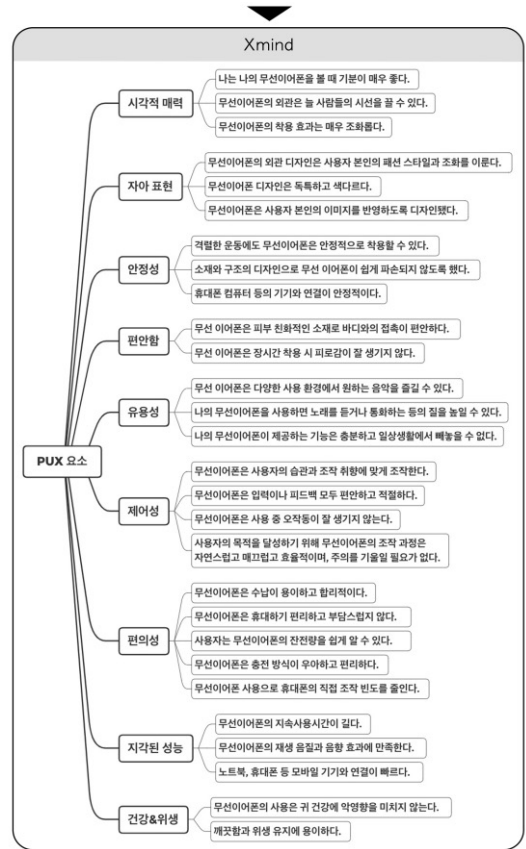 Xmind
PUX 요소
시각적 매력
나는 나의 무선이어폰을 볼 때 기분이 매우 좋다.
무선이어폰의 외관은 늘 사람들의 시선을 끌 수 있다.
무선이어폰의 착용 효과는 매우 조화롭다.
자아 표현
무선이어폰의 외관 디자인은 사용자 본인의 패션 스타일과 조화를 이룬다.
무선이어폰 디자인은 독특하고 색다르다.
무선이어폰은 사용자 본인의 이미지를 반영하도록 디자인됐다.
안정성
격렬한 운동에도 무선이어폰은 안정적으로 착용할 수 있다.
소재와 구조의 디자인으로 무선 이어폰이 쉽게 파손되지 않도록 했다.
휴대폰 컴퓨터 등의 기기와 연결이 안정적이다.
편안함
무선 이어폰은 피부 친화적인 소재로 바디와의 접촉이 편안하다.
무선 이어폰은 장시간 착용 시 피로감이 잘 생기지 않다.
유용성
무선 이어폰은 다양한 사용 환경에서 원하는 음악을 즐길 수 있다.
나의 무선이어폰을 사용하면 노래를 듣거나 통화하는 등의 질을 높일 수 있다.
나의 무선이어폰이 제공하는 기능은 충분하고 일상생활에서 빼놓을 수 없다.
제어성
무선이어폰은 사용자의 습관과 조작 취향에 맞게 조작한다.
무선이어폰은 입력이나 피드백 모두 편안하고 적절하다.
무선이어폰은 사용 중 오작동이 잘 생기지 않는다.
사용자의 목적을 달성하기 위해 무선이어폰의 조작 과정은
자연스럽고 매끄럽고 효율적이며, 주의를 기울일 필요가 없다.
편의성
무선이어폰은 수납이 용이하고 합리적이다.
무선이어폰은 휴대하기 편리하고 부담스럽지 않다.
사용자는 무선이어폰의 잔전량을 쉽게 알 수 있다.
무선이어폰은 충전 방식이 우아하고 편리하다.
무선이어폰 사용으로 휴대폰의 직접 조작 빈도를 줄인다.
지각된 성능
무선이어폰의 지속사용시간이 길다.
무선이어폰의 재생 음질과 음향 효과에 만족한다.
노트북, 휴대폰 등 모바일 기기와 연결이 빠르다.
건강&위생
무선이어폰의 사용은 귀 건강에 악영향을 미치지 않는다.
깨끗함과 위생 유지에 용이하다.